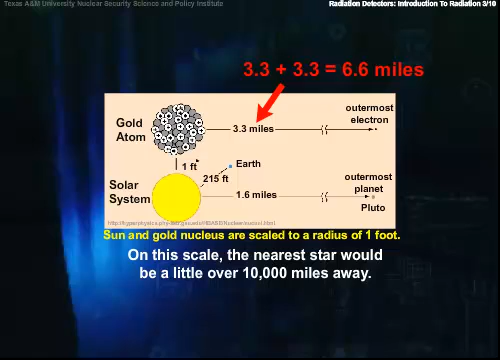 Texas A&M University Nuclear Security Science and Policy Institute
Radiation Detectors: Introduction To Radiation 3/10
3.3 + 3.3 = 6.6 miles
Gold
Atom
3.3 miles
outermost
electron
1 ft
Earth
215 ft
Solar
System
1.6 miles
outermost
planet
Pluto
Sun and gold nucleus are scaled to a radius of 1 foot.
On this scale, the nearest star would
be a little over 10,000 miles away.